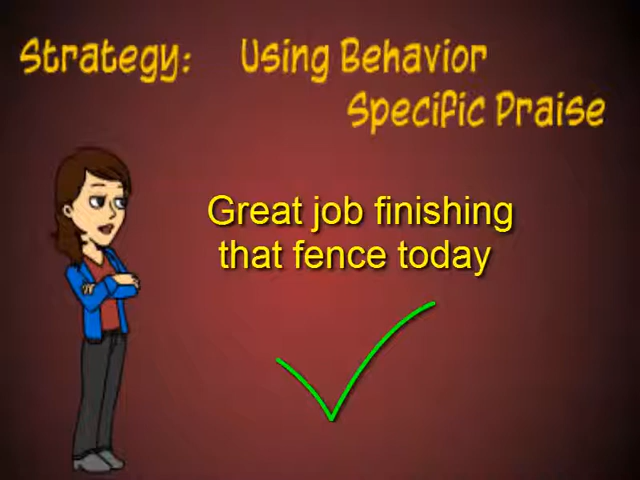 Strategy: Using Behavior
Specific Praise
Great job finishing
that fence today